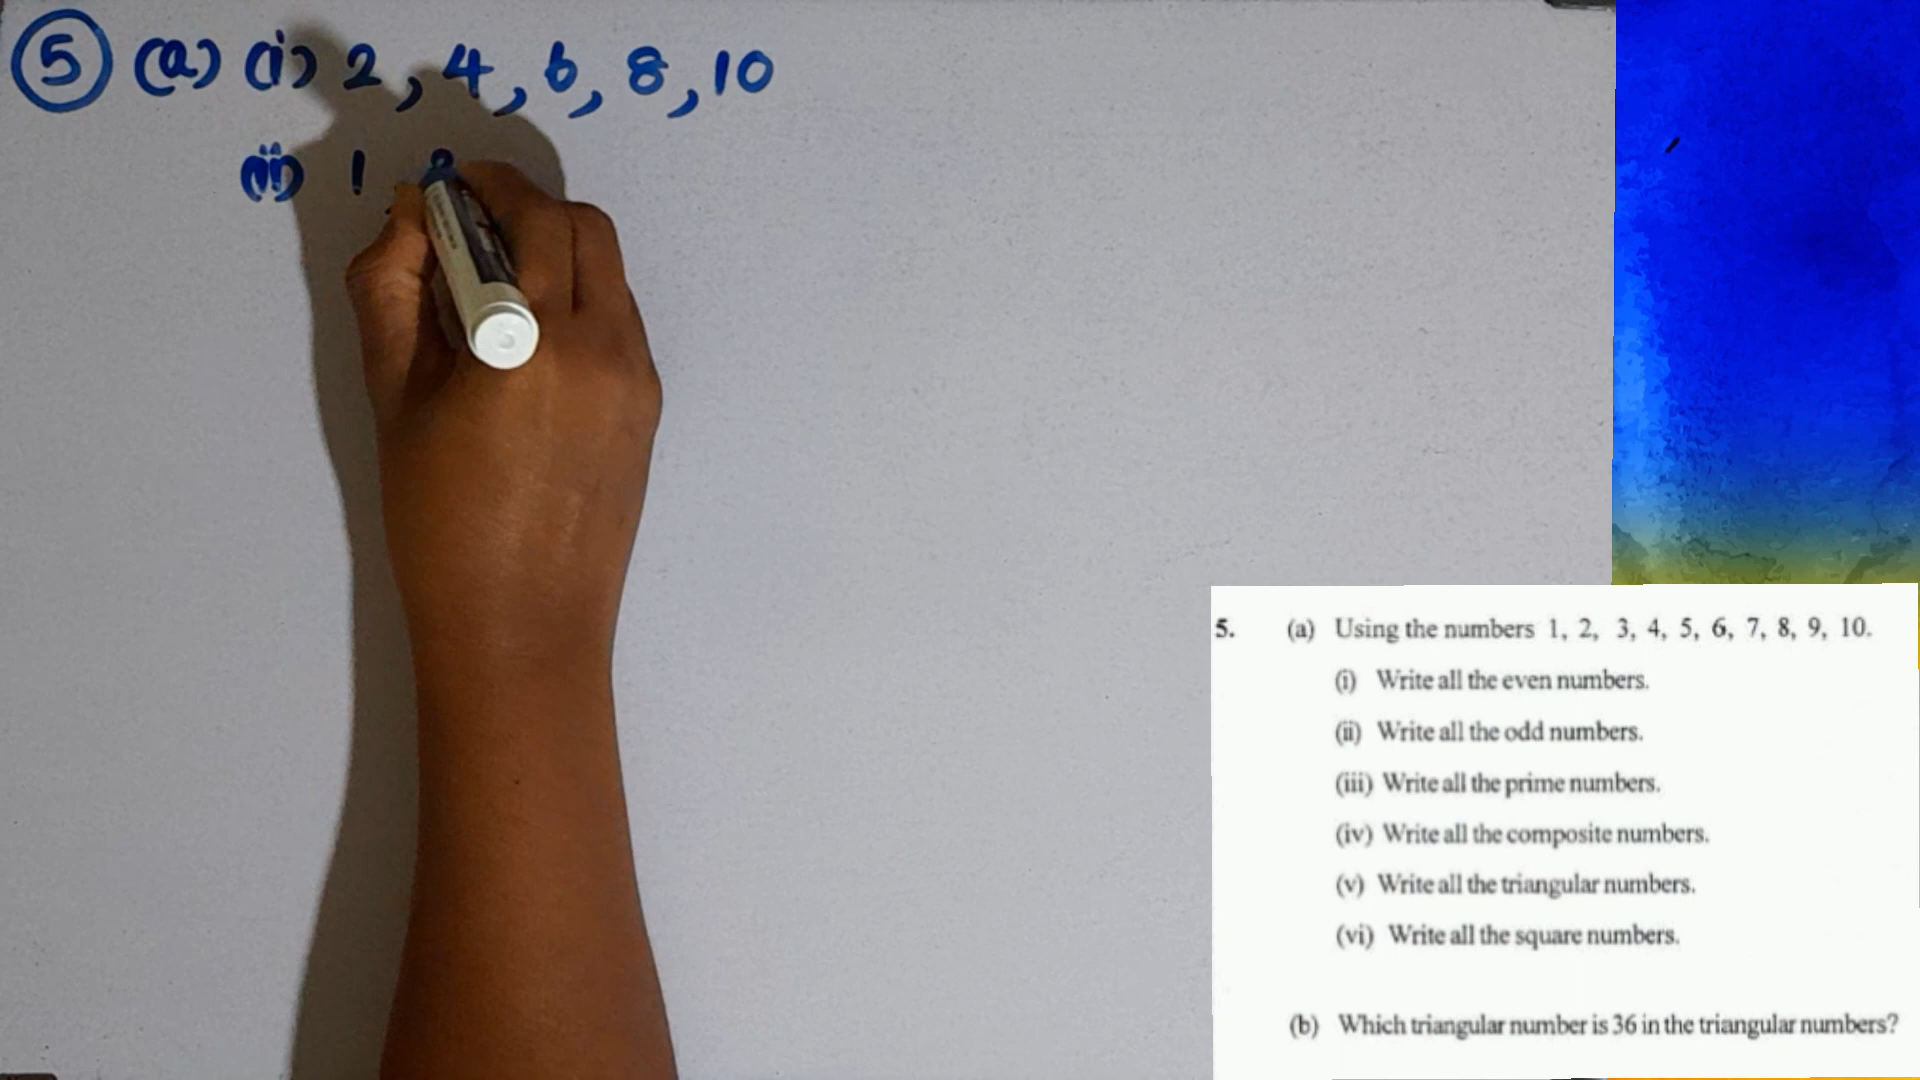 5 (a) (i) 2, 4, 6, 8, 10
(ii) 1
5. (a) Using the numbers 1, 2, 3, 4, 5, 6, 7, 8, 9, 10.
(i) Write all the even numbers.
(ii) Write all the odd numbers.
(iii) Write all the prime numbers.
(iv) Write all the composite numbers.
(v) Write all the triangular numbers.
(vi) Write all the square numbers.
(b) Which triangular number is 36 in the triangular numbers?